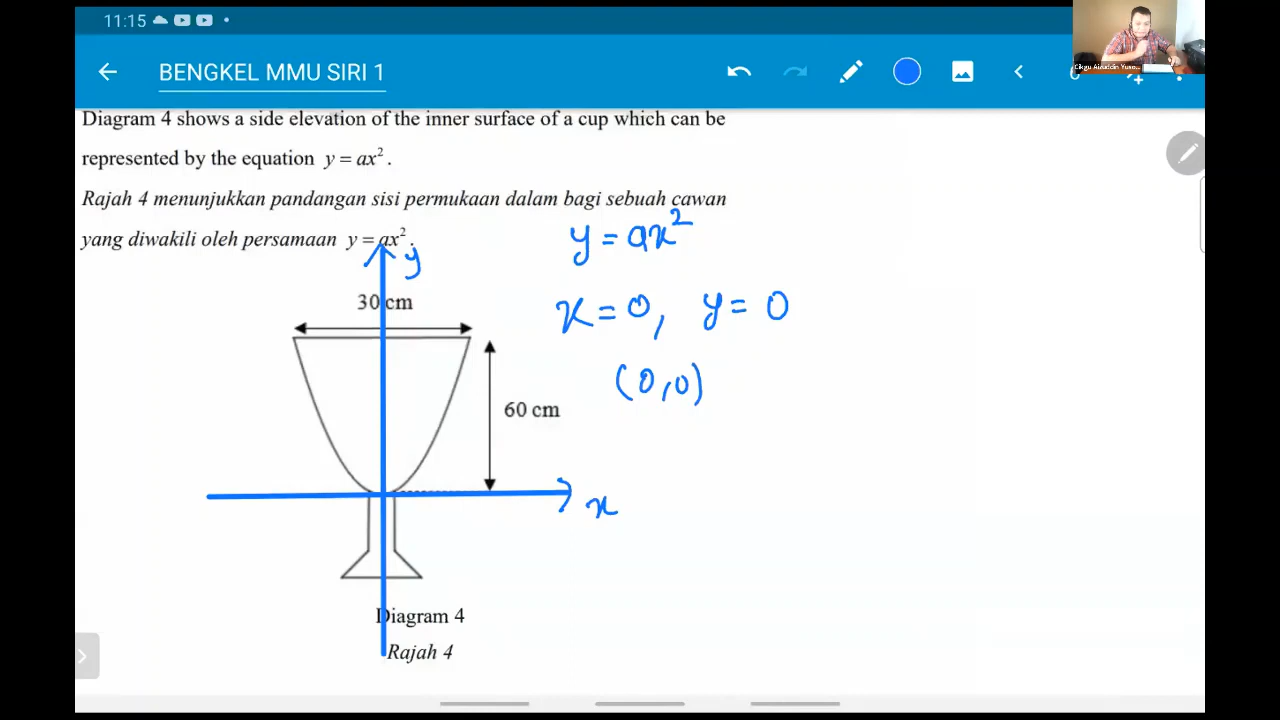 11:15
BENGKEL MMU SIRI 1
Diagram 4 shows a side elevation of the inner surface of a cup which can be
represented by the equation y = ax².
Rajah 4 menunjukkan pandangan sisi permukaan dalam bagi sebuah cawan
yang diwakili oleh persamaan y = ax².
y = ax²
y
30 cm
x = 0, y = 0
(0,0)
60 cm
x
Diagram 4
Rajah 4